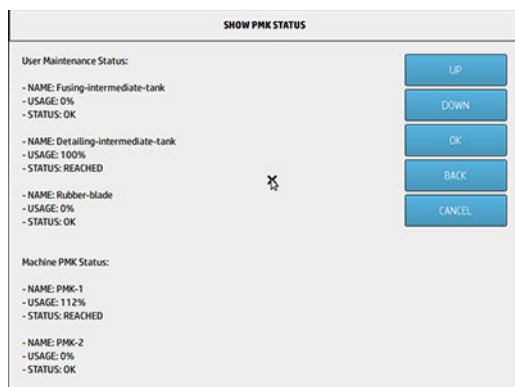 SHOW PMK STATUS
User Maintenance Status:
- NAME: Fusing-intermediate-tank
- USAGE: 0%
- STATUS: OK
- NAME: Detailing-intermediate-tank
- USAGE: 100%
- STATUS: REACHED
- NAME: Rubber-blade
- USAGE: 0%
- STATUS: OK
Machine PMK Status:
- NAME: PMK-1
- USAGE: 112%
- STATUS: REACHED
- NAME: PMK-2
- USAGE: 0%
- STATUS: OK
UP
DOWN
OK
BACK
CANCEL